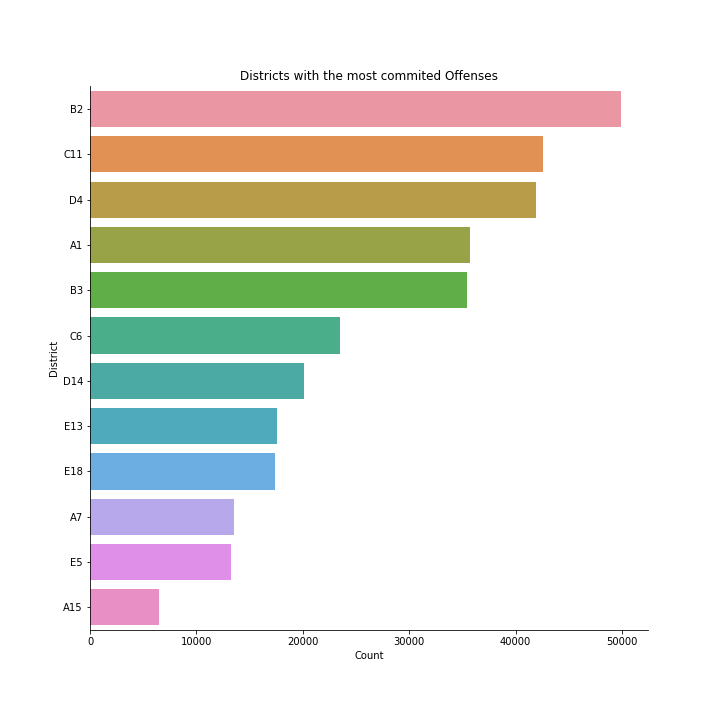 Districts with the most commited Offenses
B2
C11
D4
A1
B3
C6
District
D14
E13
E18
A7
E5
A15
0 10000 20000 30000 40000 50000
Count